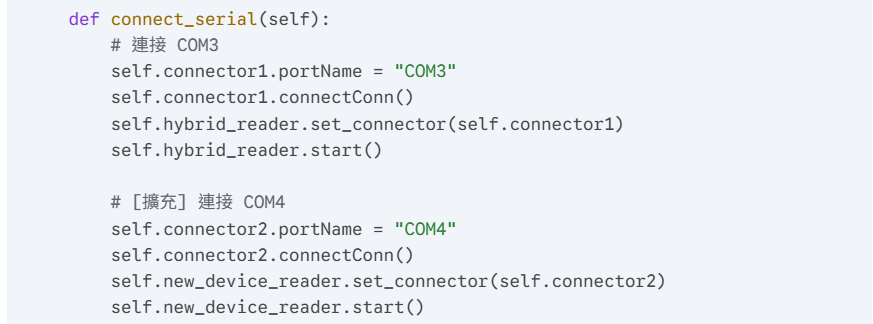 def connect_serial(self):
# 連接 COM3
self.connector1.portName = "COM3"
self.connector1.connectConn()
self.hybrid_reader.set_connector(self.connector1)
self.hybrid_reader.start()
# [擴充] 連接 COM4
self.connector2.portName = "COM4"
self.connector2.connectConn()
self.new_device_reader.set_connector(self.connector2)
self.new_device_reader.start()